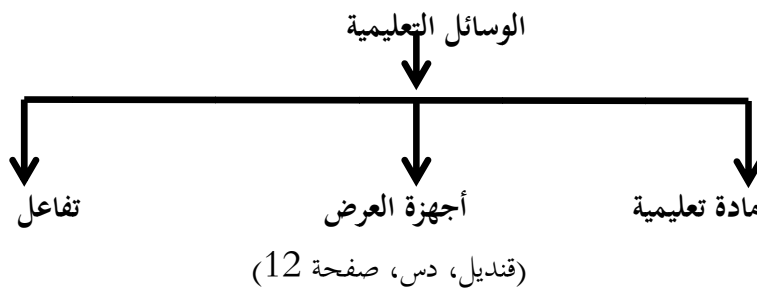 الوسائل التعليمية
مادة تعليمية أجهزة العرض تفاعل
(قنديل، دس، صفحة 12)